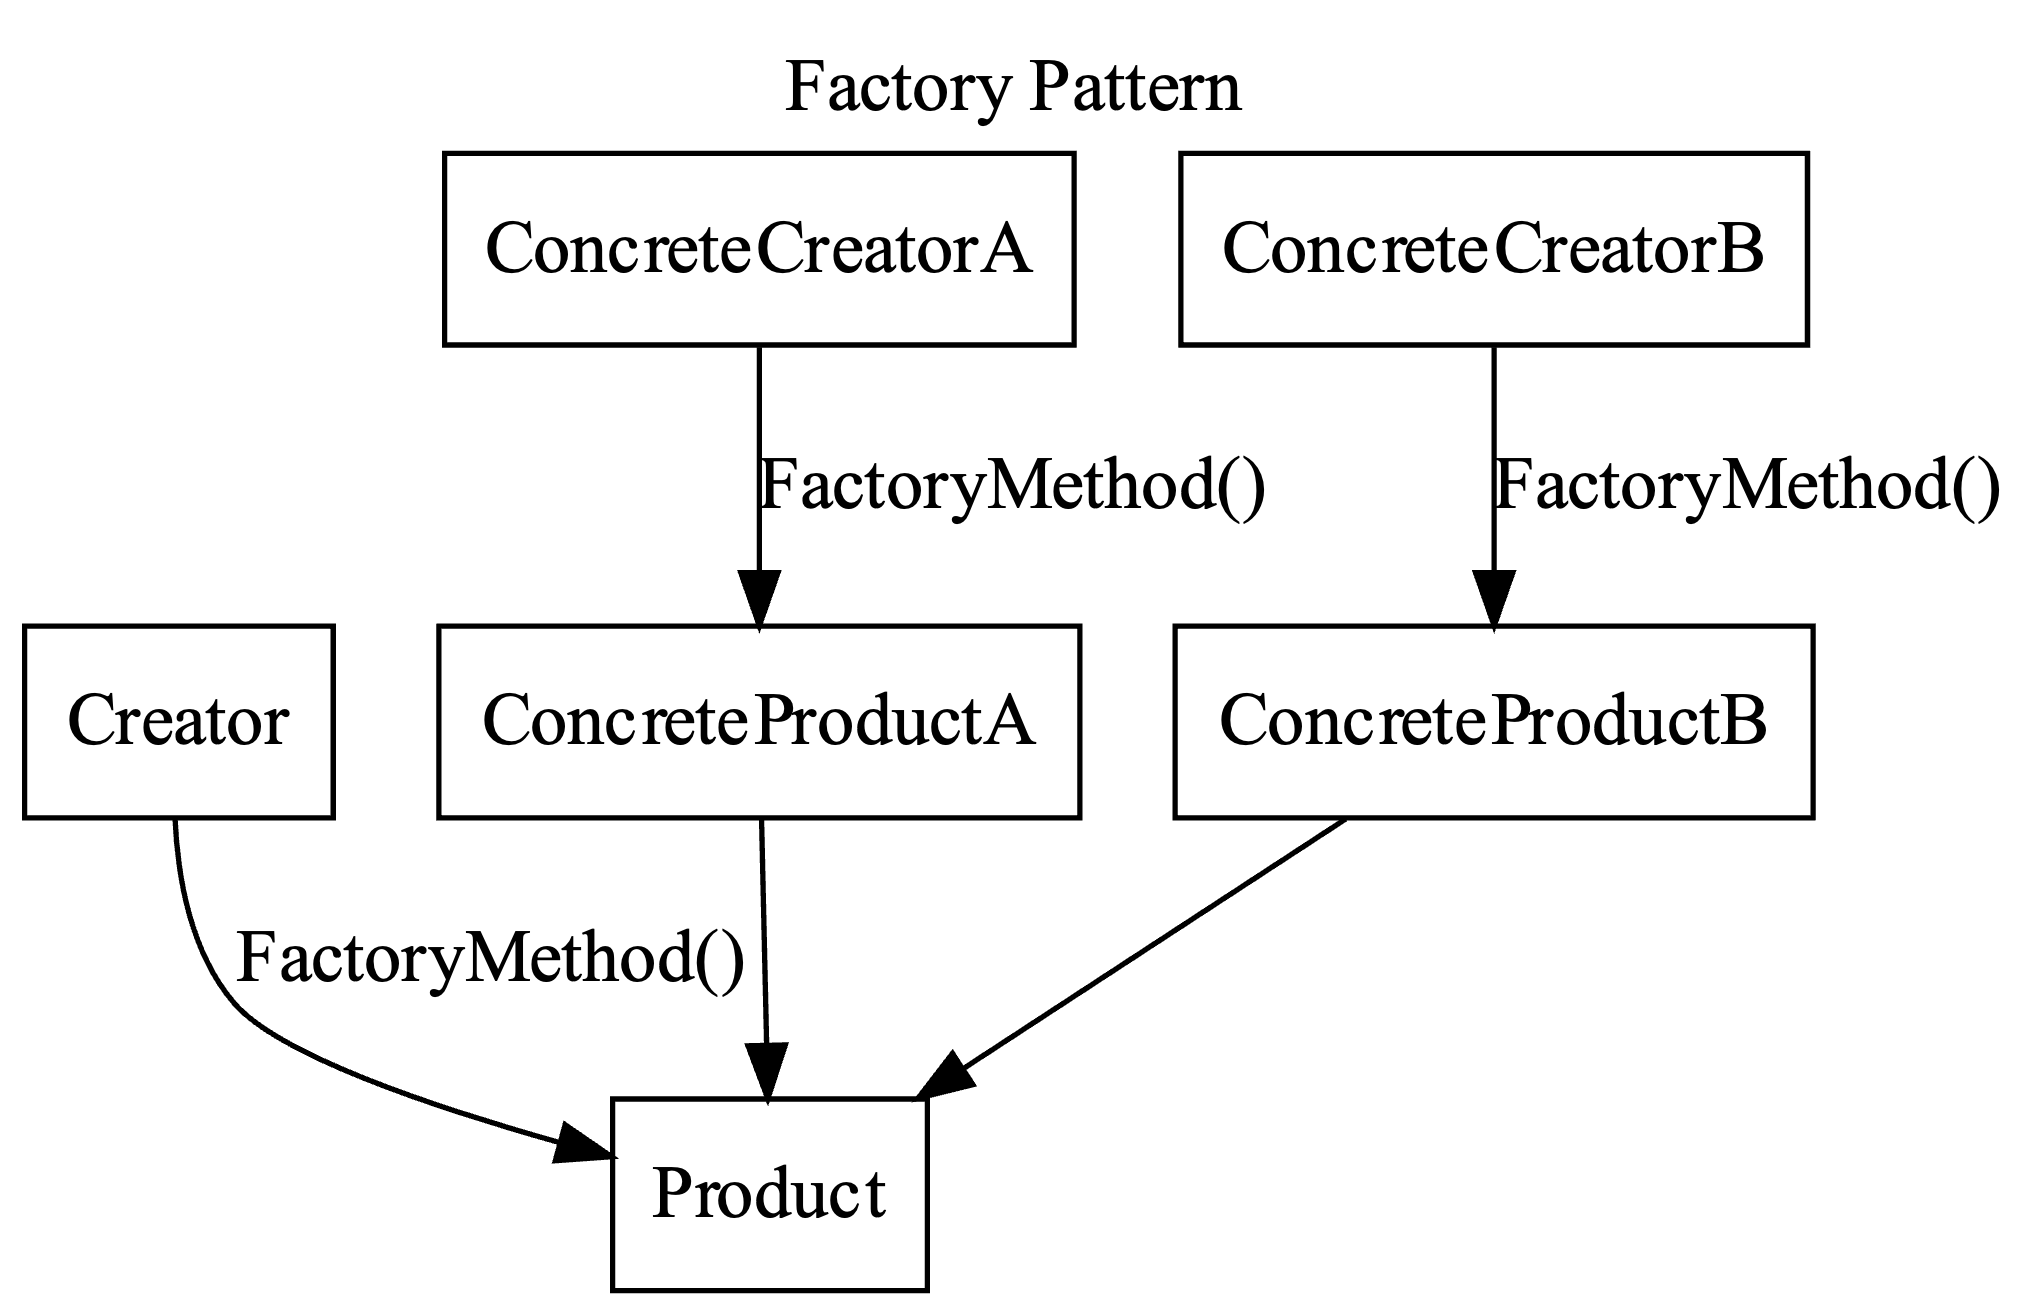 Factory Pattern
ConcreteCreatorA
ConcreteCreatorB
FactoryMethod()
FactoryMethod()
Creator
ConcreteProductA
ConcreteProductB
FactoryMethod()
Product